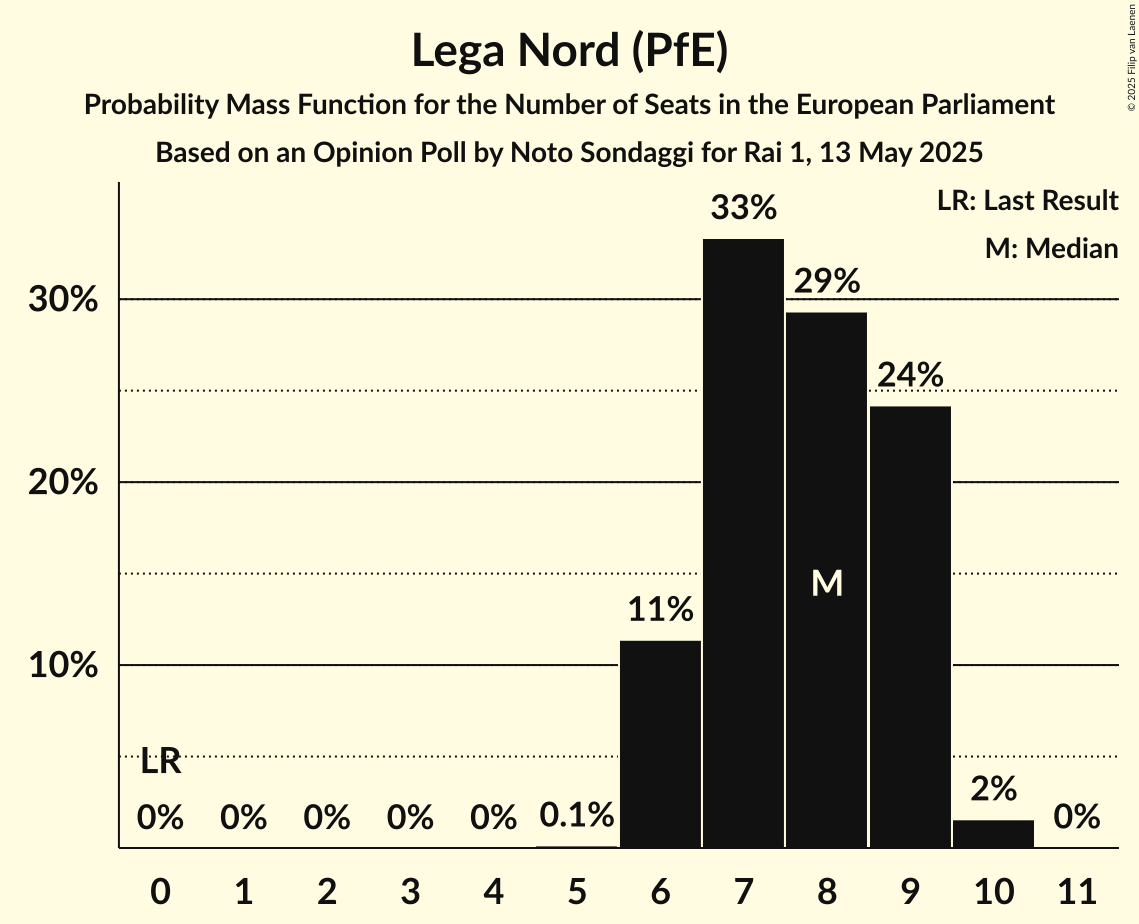 Lega Nord (PfE)
Probability Mass Function for the Number of Seats in the European Parliament
Based on an Opinion Poll by Noto Sondaggi for Rai 1, 13 May 2025
© 2025 Filip van Laenen
LR: Last Result
M: Median
33%
30%
29%
24%
20%
M
11%
10%
LR
0% 0% 0% 0% 0% 0.1% 2% 0%
0 1 2 3 4 5 6 7 8 9 10 11